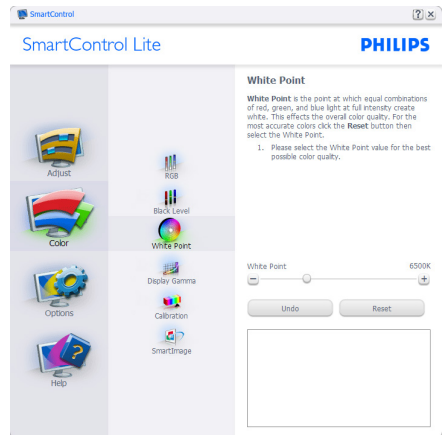 SmartControl
SmartControl Lite
PHILIPS
Adjust
Color
Options
Help
RGB
Black Level
White Point
Display Gamma
Calibration
SmartImage
White Point
White Point is the point at which equal combinations
of red, green, and blue light at full intensity create
white. This effects the overall color quality. For the
most accurate colors click the Reset button then
select the White Point.
1. Please select the White Point value for the best
possible color quality.
White Point 6500K
Undo Reset